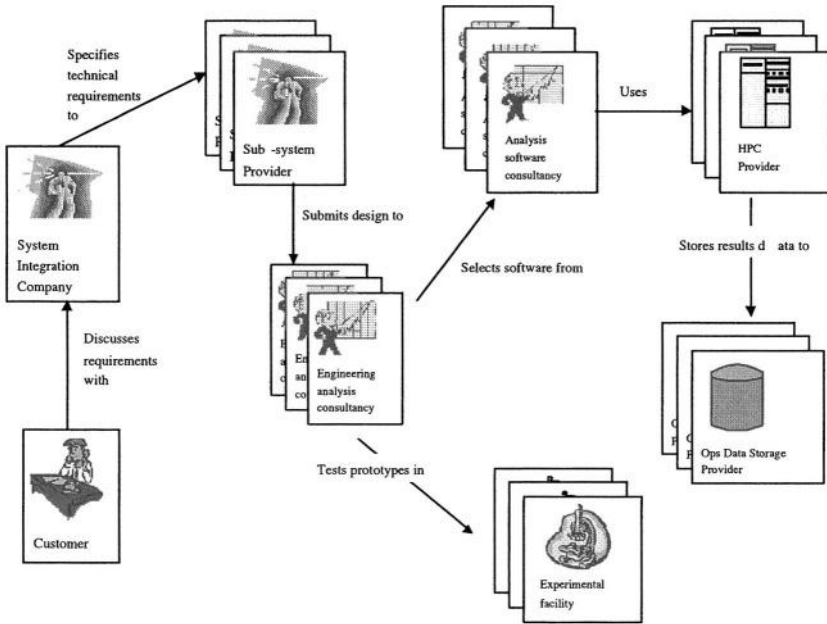 Specifies
technical
requirements
to
Sub -system
Provider
System
Integration
Company
Discusses
requirements
with
Customer
Submits design to
Engineering
analysis
consultancy
Selects software from
Analysis
software
consultancy
Uses
HPC
Provider
Stores results d ata to
Ops Data Storage
Provider
Tests prototypes in
Experimental
facility